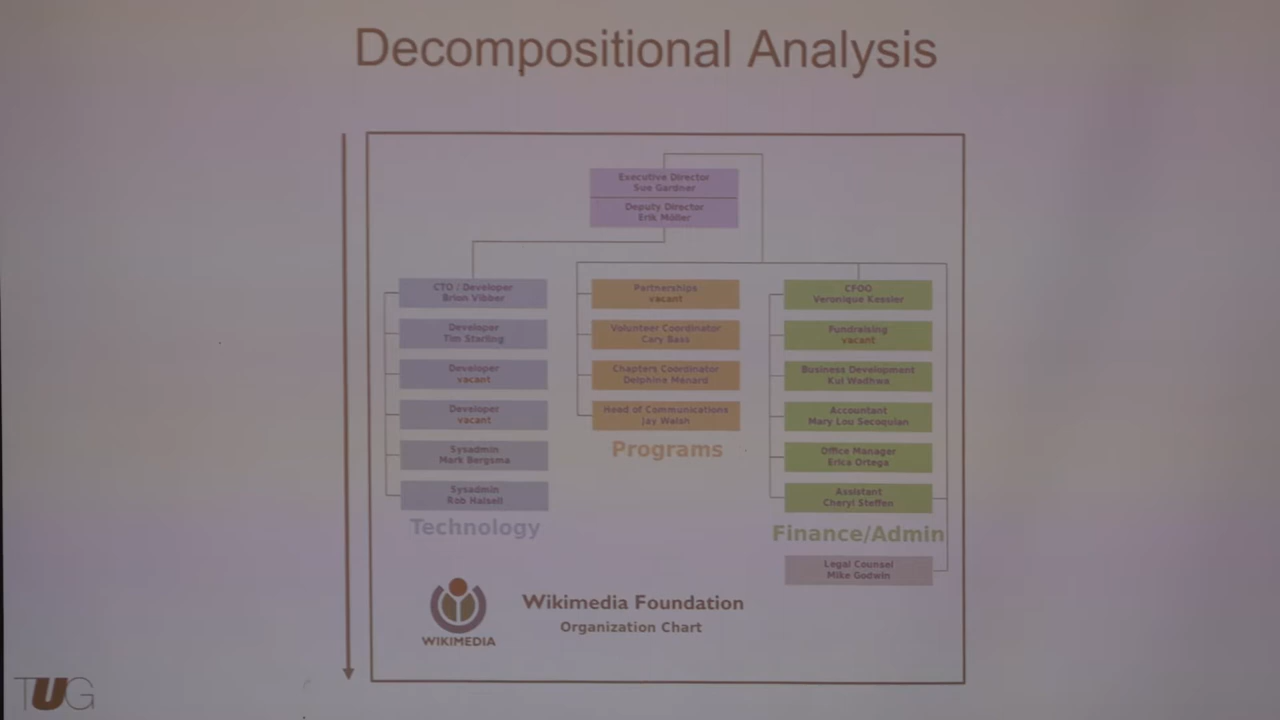 Decompositional Analysis
Executive Director
Sue Gardner
Deputy Director
Erik Möller
CTO / Developer
Brion Vibber
Developer
Tim Starling
Developer
vacant
Developer
vacant
Sysadmin
Mark Bergsma
Sysadmin
Rob Halsell
Technology
Partnerships
vacant
Volunteer Coordinator
Cary Bass
Chapters Coordinator
Delphine Ménard
Head of Communications
Jay Walsh
Programs
CFOO
Veronique Kessler
Fundraising
vacant
Business Development
Kul Wadhwa
Accountant
Mary Lou Secoquian
Office Manager
Erica Ortega
Assistant
Cheryl Steffen
Finance/Admin
Legal Counsel
Mike Godwin
WIKIMEDIA
Wikimedia Foundation
Organization Chart
TUG